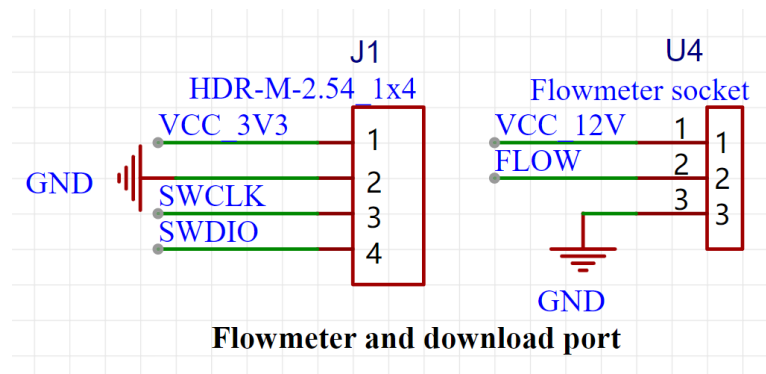 J1
HDR-M-2.54_1x4
VCC_3V3
1
GND
2
SWCLK
3
SWDIO
4
U4
Flowmeter socket
VCC_12V
1
1
FLOW
2
2
3
3
GND
Flowmeter and download port